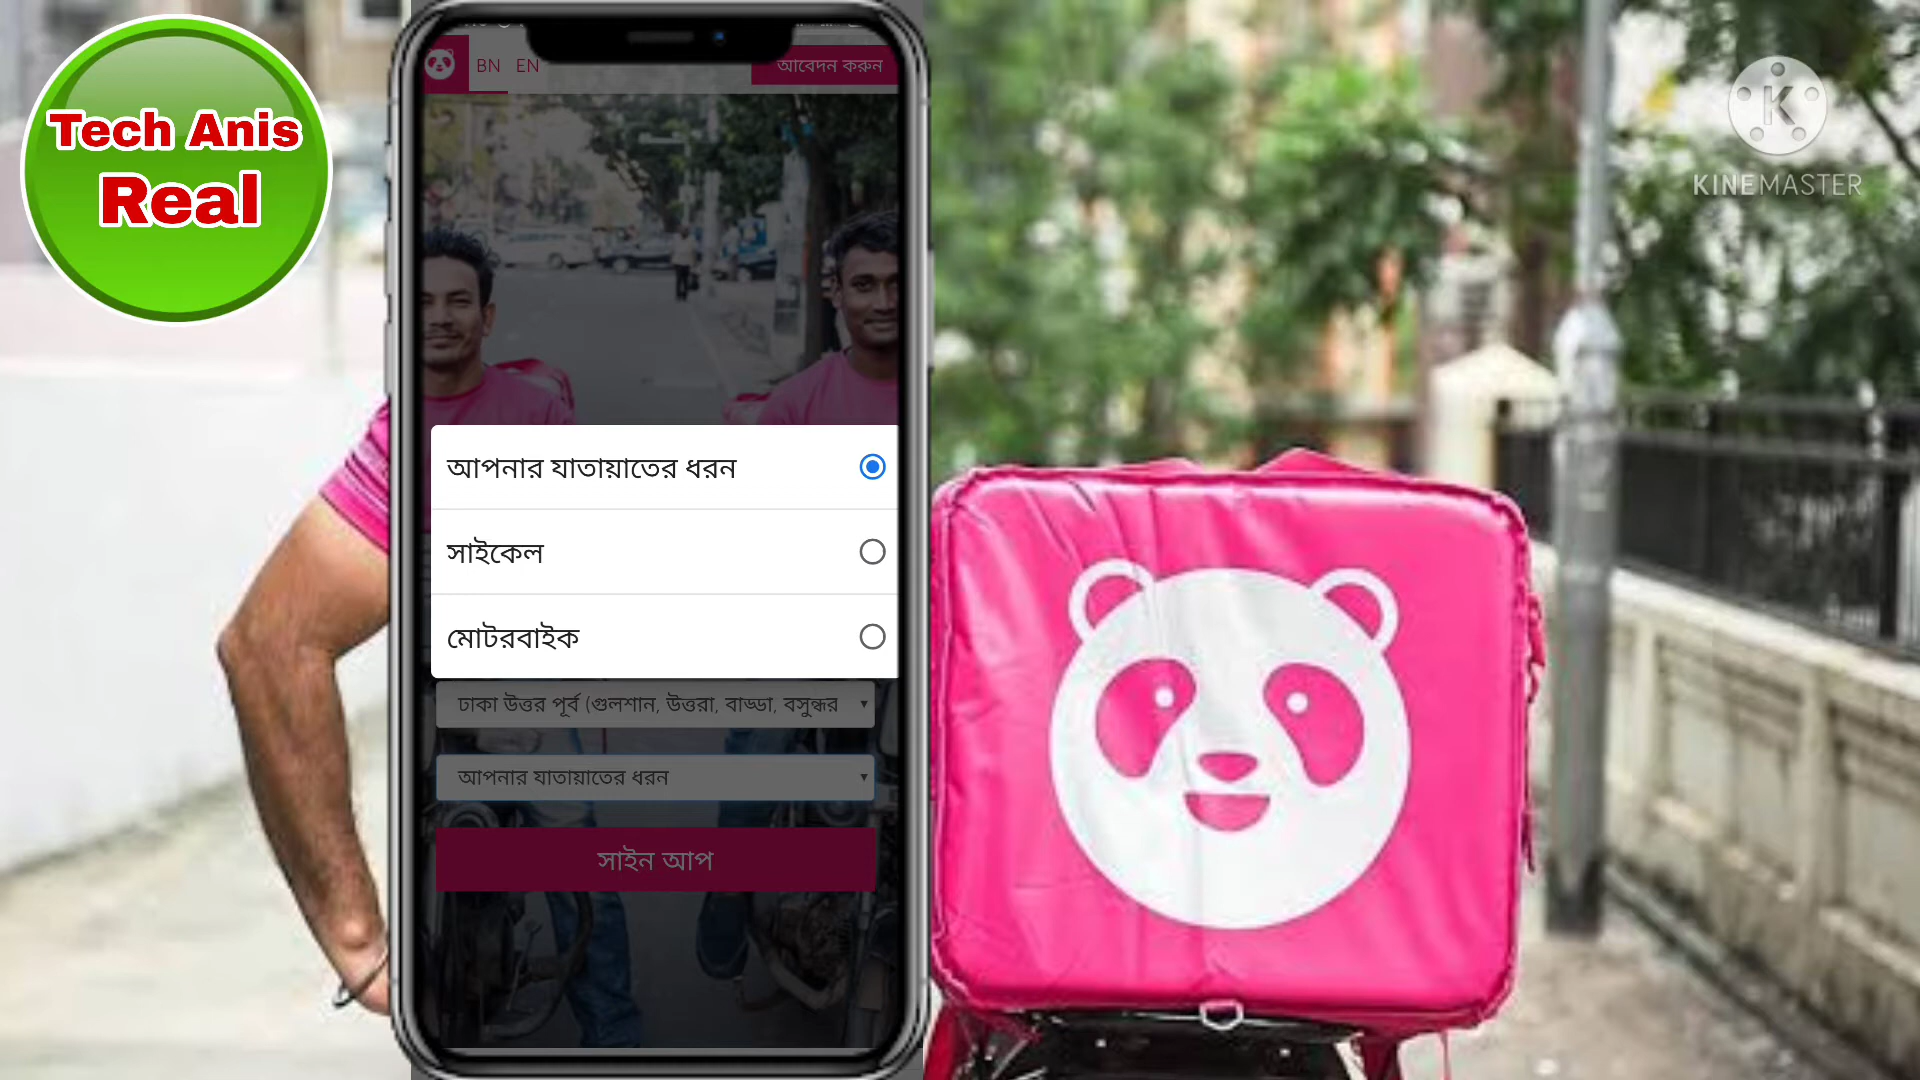 Tech Anis
Real
BN EN
আবেদন করুন
আপনার যাতায়াতের ধরন
সাইকেল
মোটরবাইক
ঢাকা উত্তর পূর্ব (গুলশান, উত্তরা, বাড্ডা, বসুন্ধর
আপনার যাতায়াতের ধরন
সাইন আপ
KINEMASTER